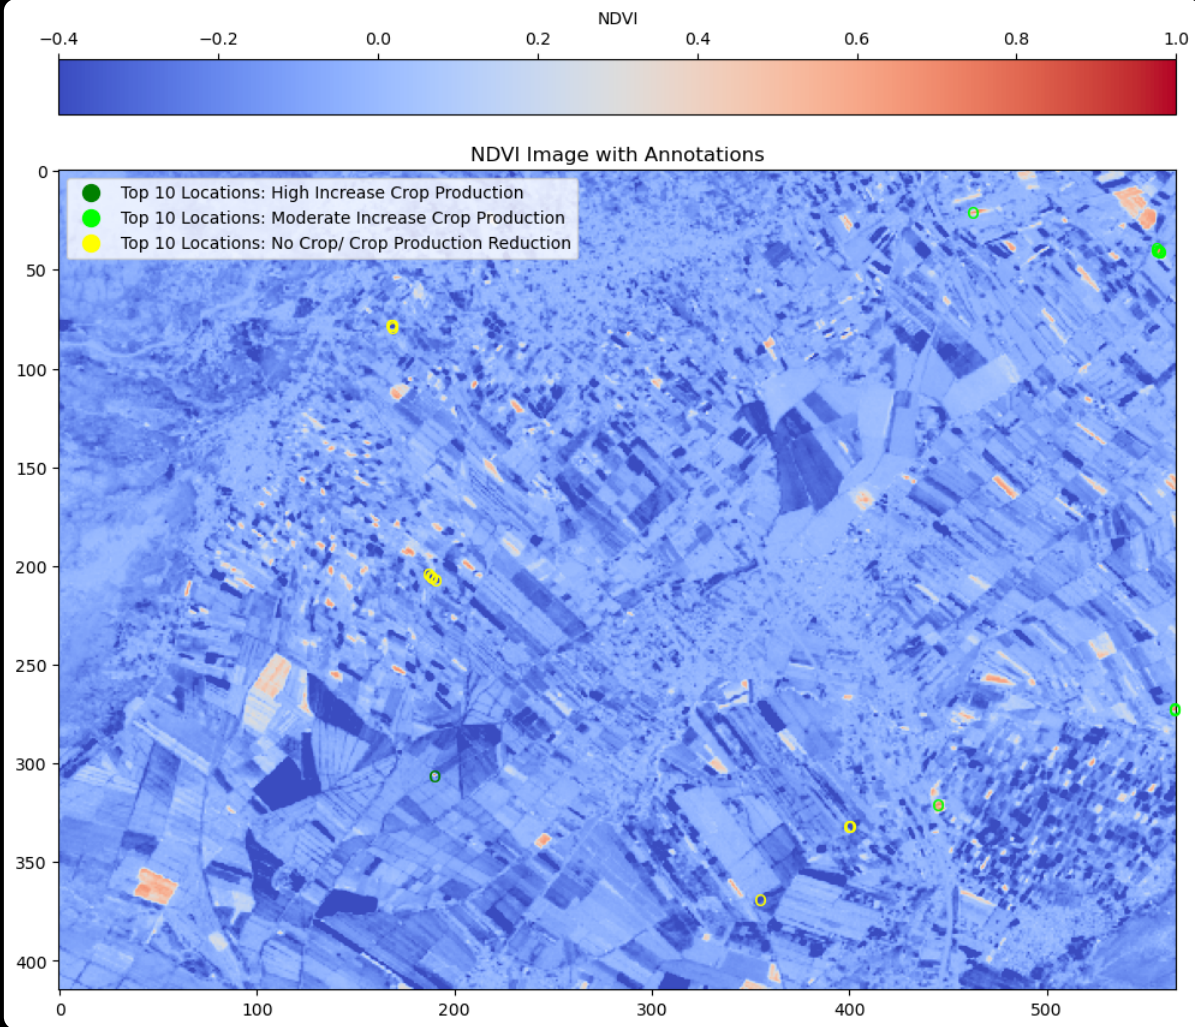 NDVI
−0.4 −0.2 0.0 0.2 0.4 0.6 0.8 1.0
NDVI Image with Annotations
Top 10 Locations: High Increase Crop Production
Top 10 Locations: Moderate Increase Crop Production
Top 10 Locations: No Crop/ Crop Production Reduction
0
50
100
150
200
250
300
350
400
0 100 200 300 400 500